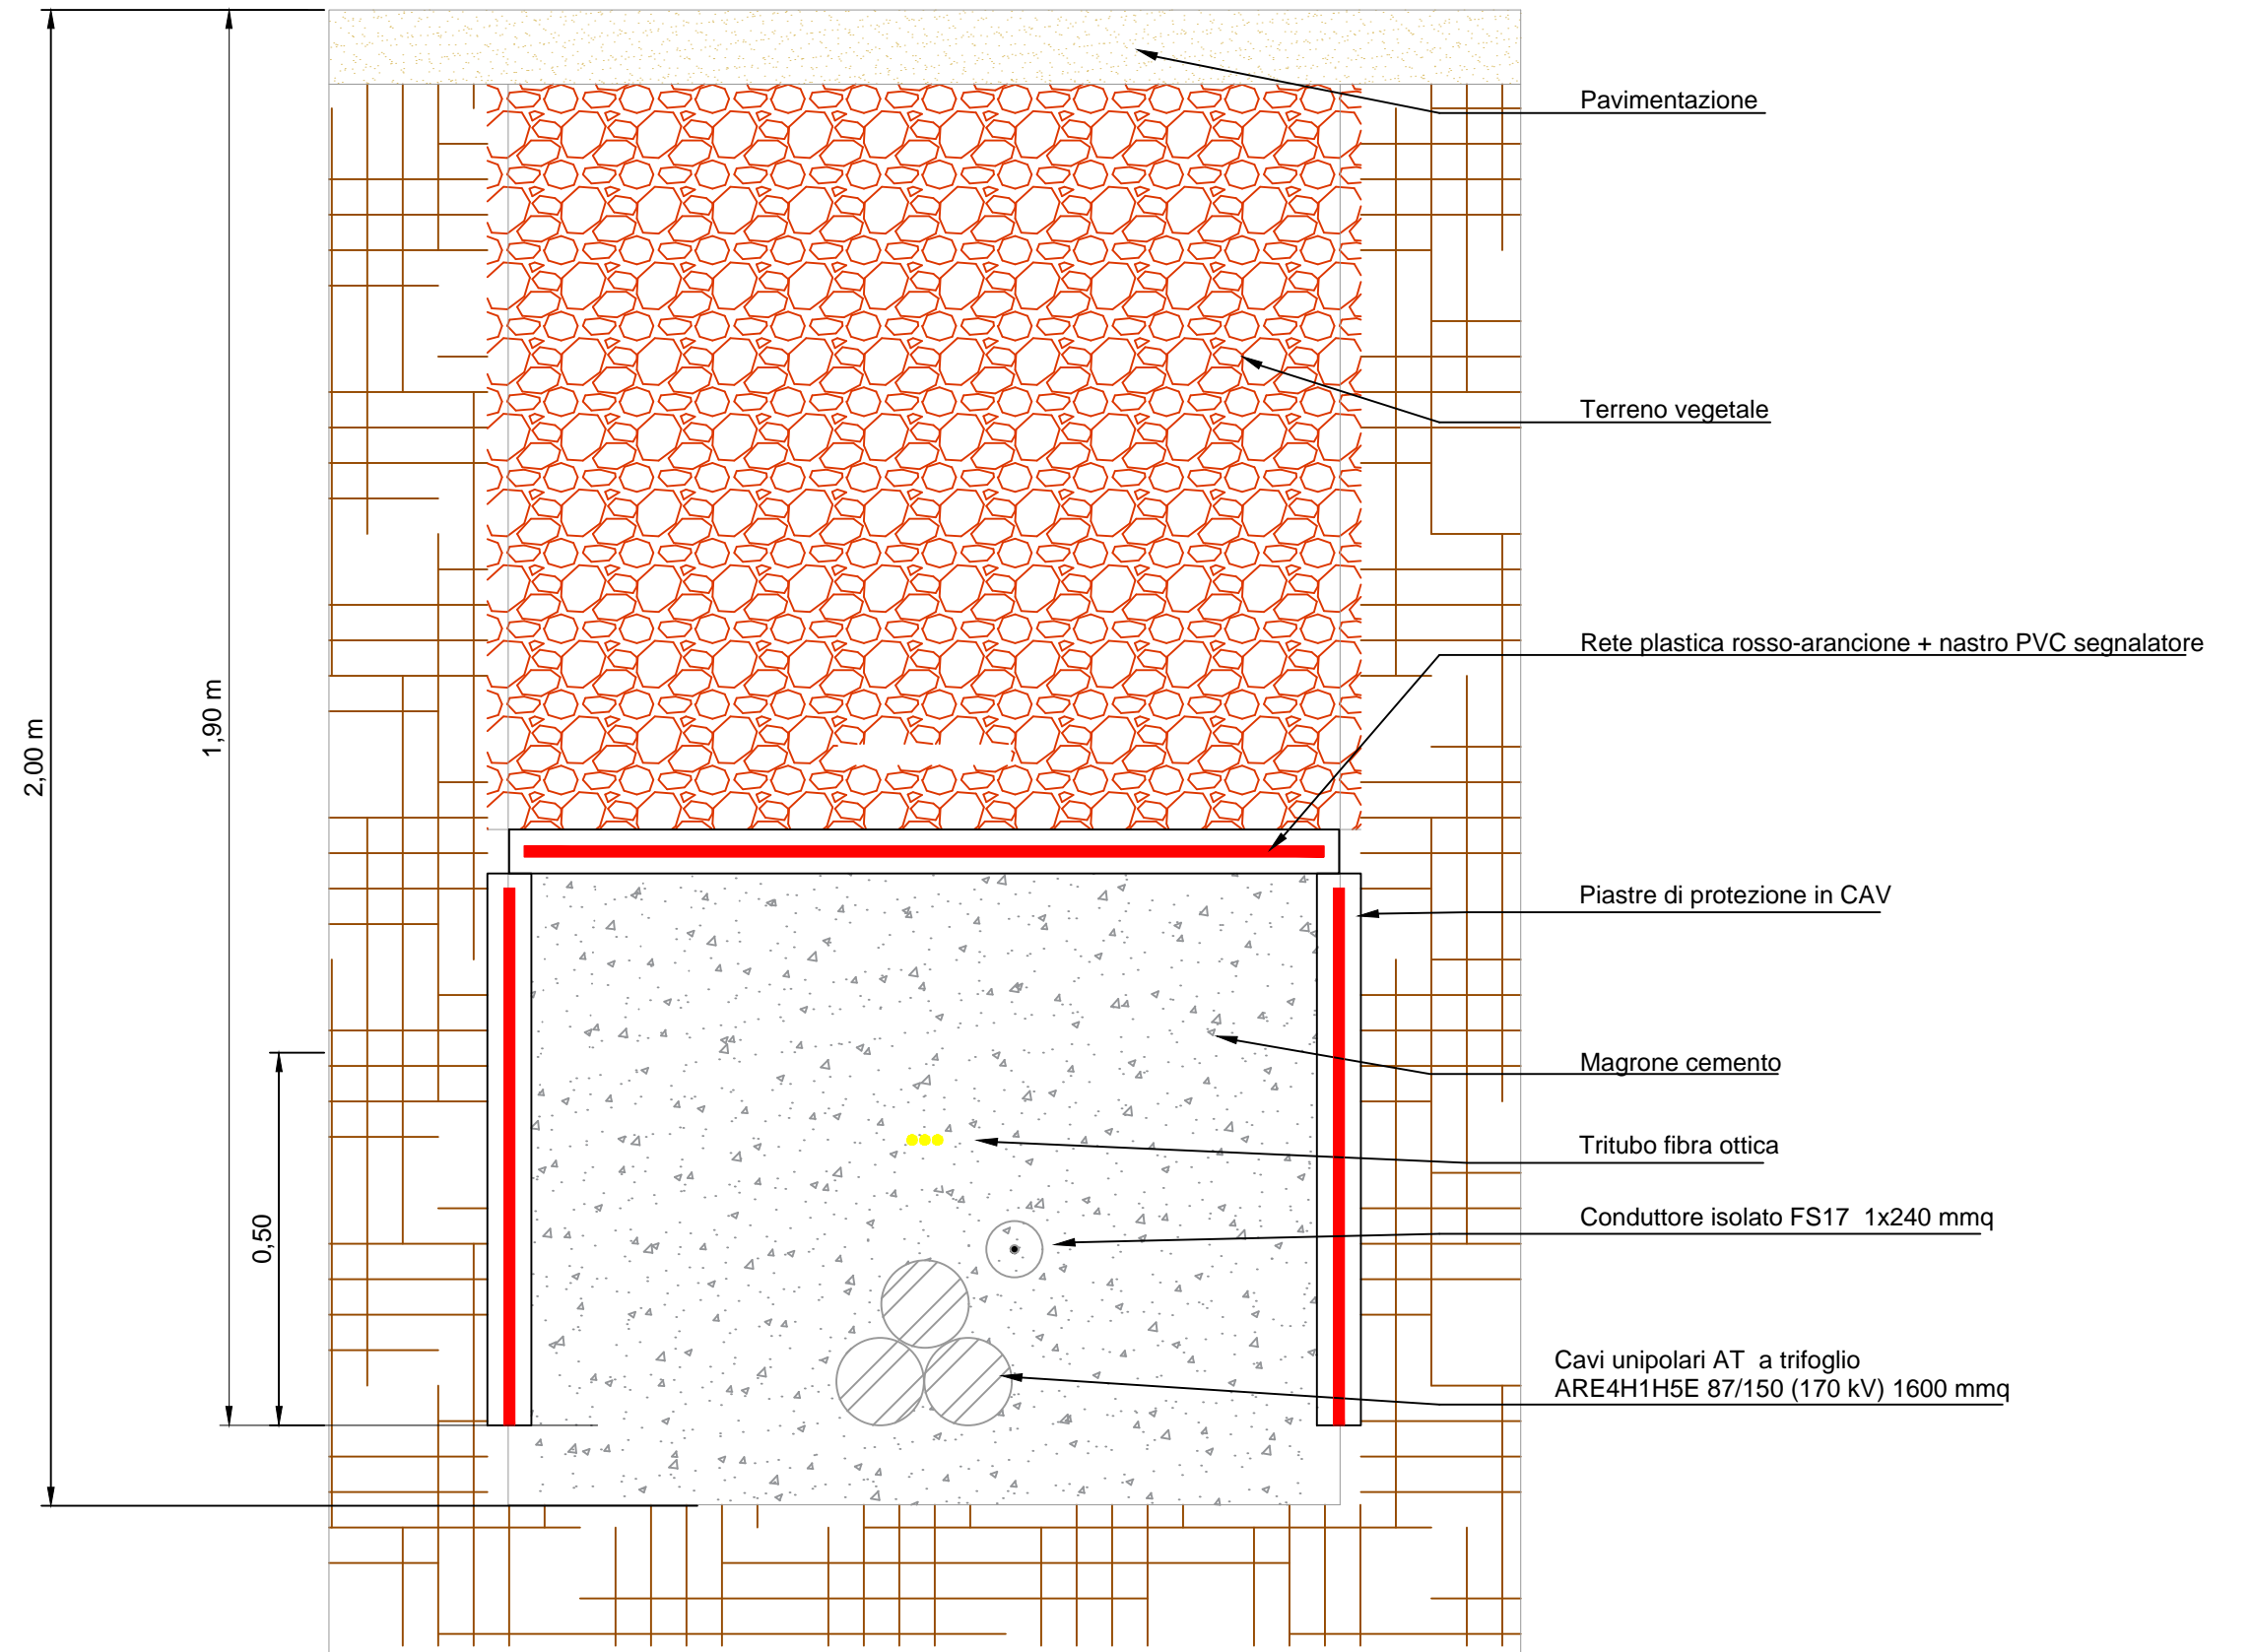 Pavimentazione
Terreno vegetale
Rete plastica rosso-arancione + nastro PVC segnalatore
Piastre di protezione in CAV
Magrone cemento
Tritubo fibra ottica
Conduttore isolato FS17 1x240 mmq
Cavi unipolari AT a trifoglio
ARE4H1H5E 87/150 (170 kV) 1600 mmq
2,00 m
1,90 m
0,50